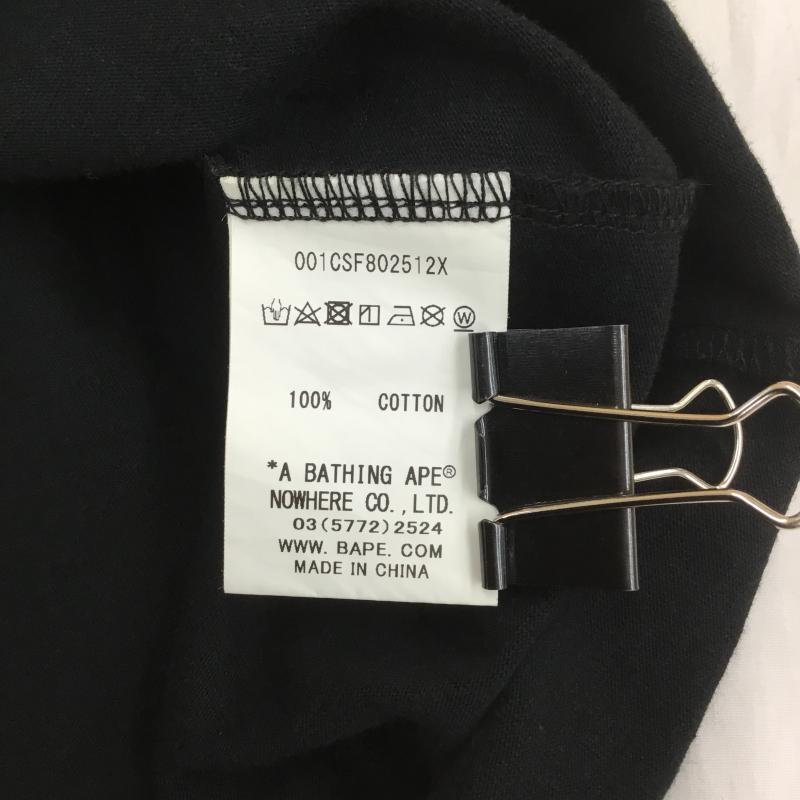 001CSF802512X
W
100% COTTON
*A BATHING APE®
NOWHERE CO.,LTD.
03(5772)2524
WWW.BAPE.COM
MADE IN CHINA